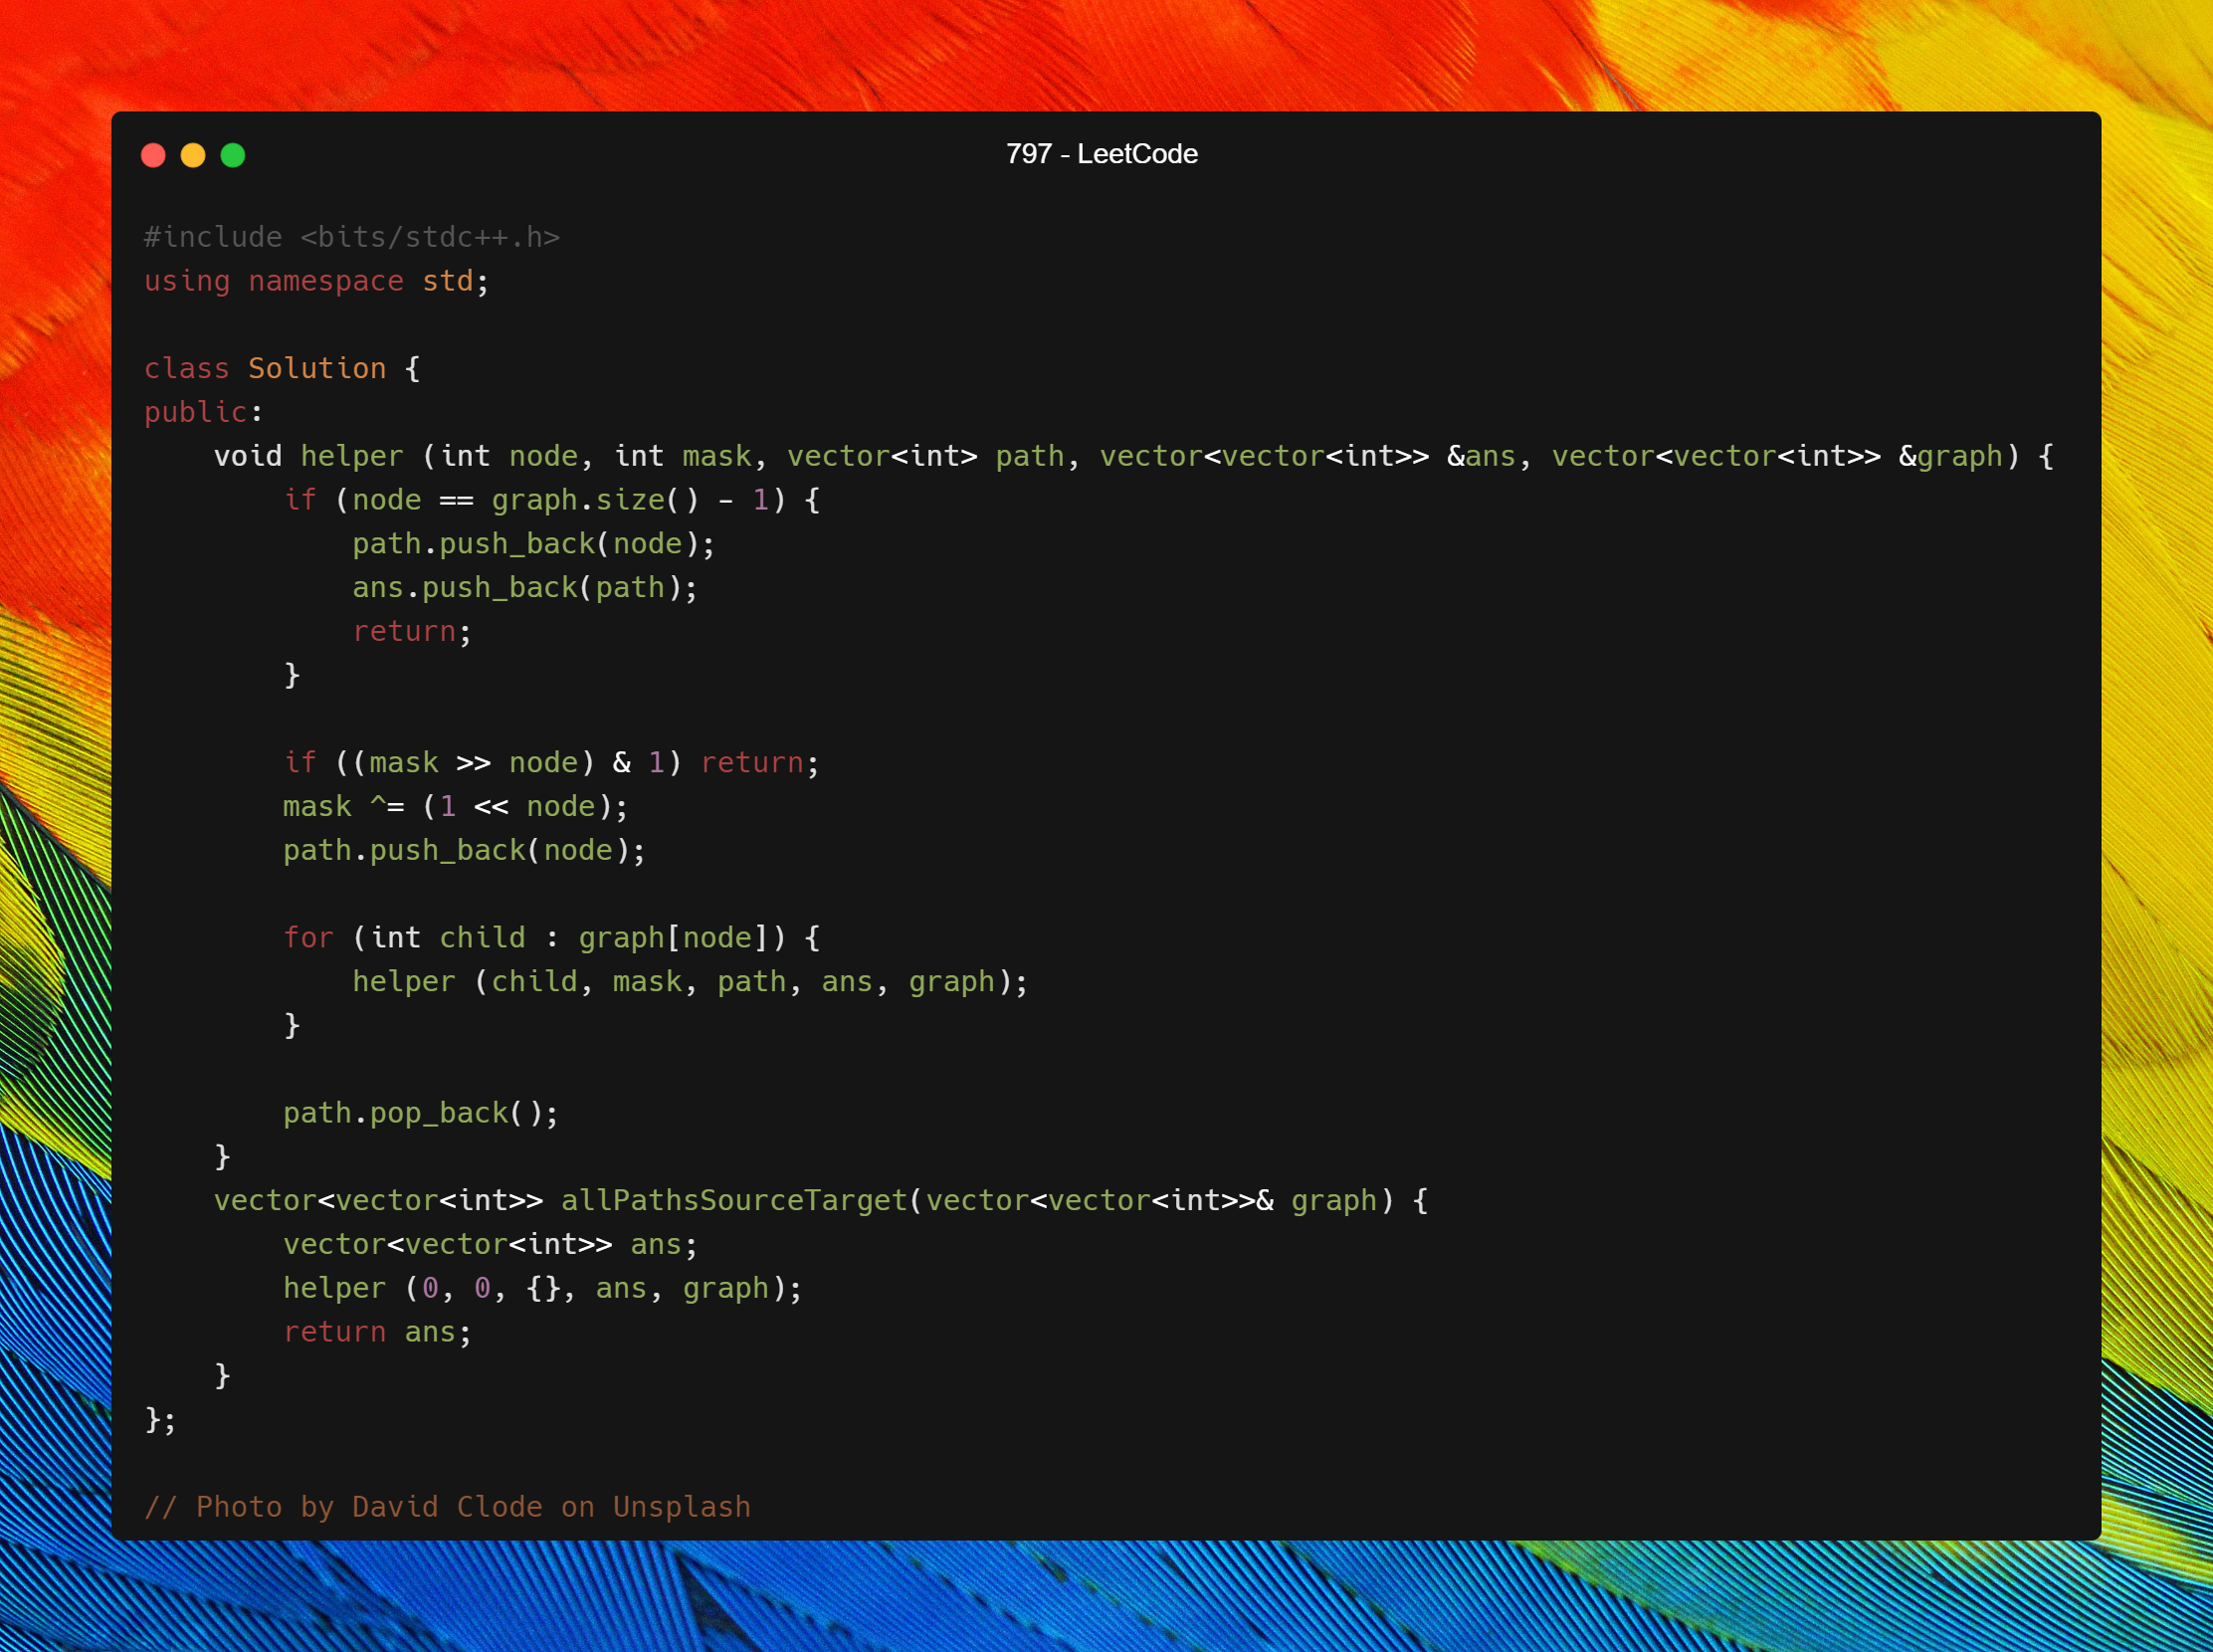 797 - LeetCode
#include <bits/stdc++.h>
using namespace std;
class Solution {
public:
    void helper (int node, int mask, vector<int> path, vector<vector<int>> &ans, vector<vector<int>> &graph) {
        if (node == graph.size() - 1) {
            path.push_back(node);
            ans.push_back(path);
            return;
        }
        if ((mask >> node) & 1) return;
        mask ^= (1 << node);
        path.push_back(node);
        for (int child : graph[node]) {
            helper (child, mask, path, ans, graph);
        }
        path.pop_back();
    }
    vector<vector<int>> allPathsSourceTarget(vector<vector<int>>& graph) {
        vector<vector<int>> ans;
        helper (0, 0, {}, ans, graph);
        return ans;
    }
};
// Photo by David Clode on Unsplash